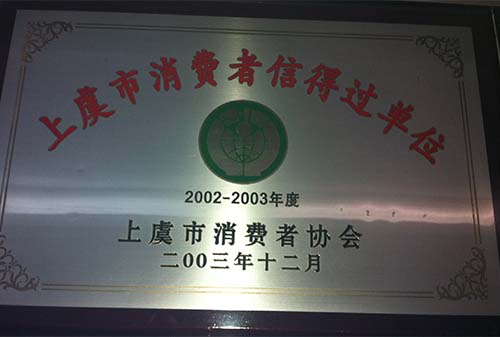 上虞市消费者信得过单位
2002-2003年度
上虞市消费者协会
二00三年十二月